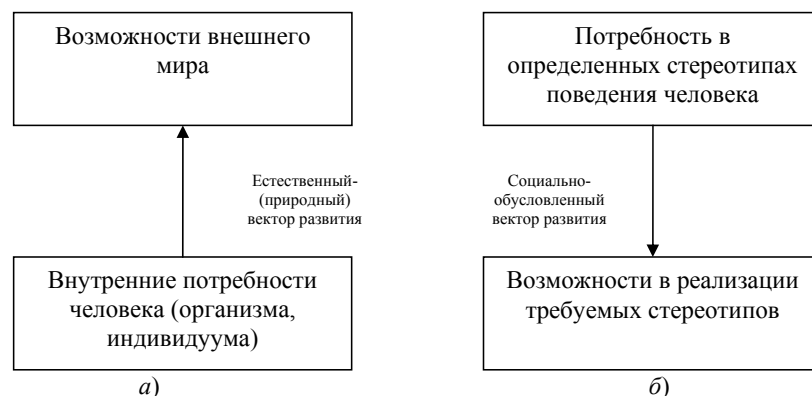 Возможности внешнего
мира
Потребность в
определенных стереотипах
поведения человека
Естественный-
(природный)
вектор развития
Социально-
обусловленный
вектор развития
Внутренние потребности
человека (организма,
индивидуума)
Возможности в реализации
требуемых стереотипов
а)
б)